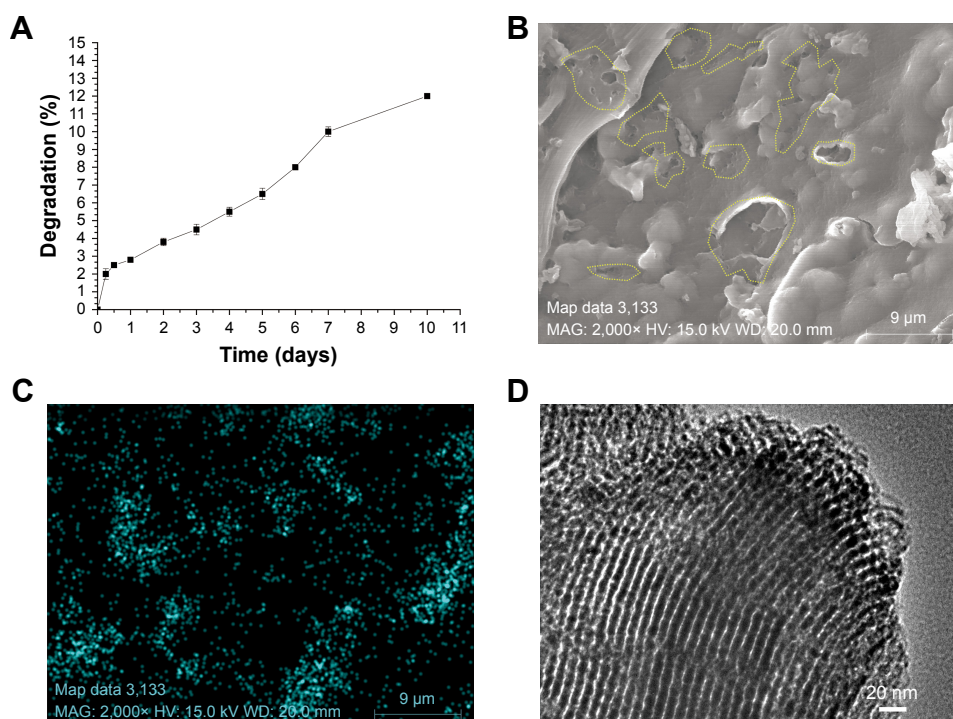 A
15
14
13
12
11
10
9
8
7
6
5
4
3
2
1
0
Degradation (%)
0 1 2 3 4 5 6 7 8 9 10 11
Time (days)
B
Map data 3,133
MAG: 2,000× HV: 15.0 kV WD: 20.0 mm
9 µm
C
Map data 3,133
MAG: 2,000× HV: 15.0 kV WD: 20.0 mm
9 µm
D
20 nm